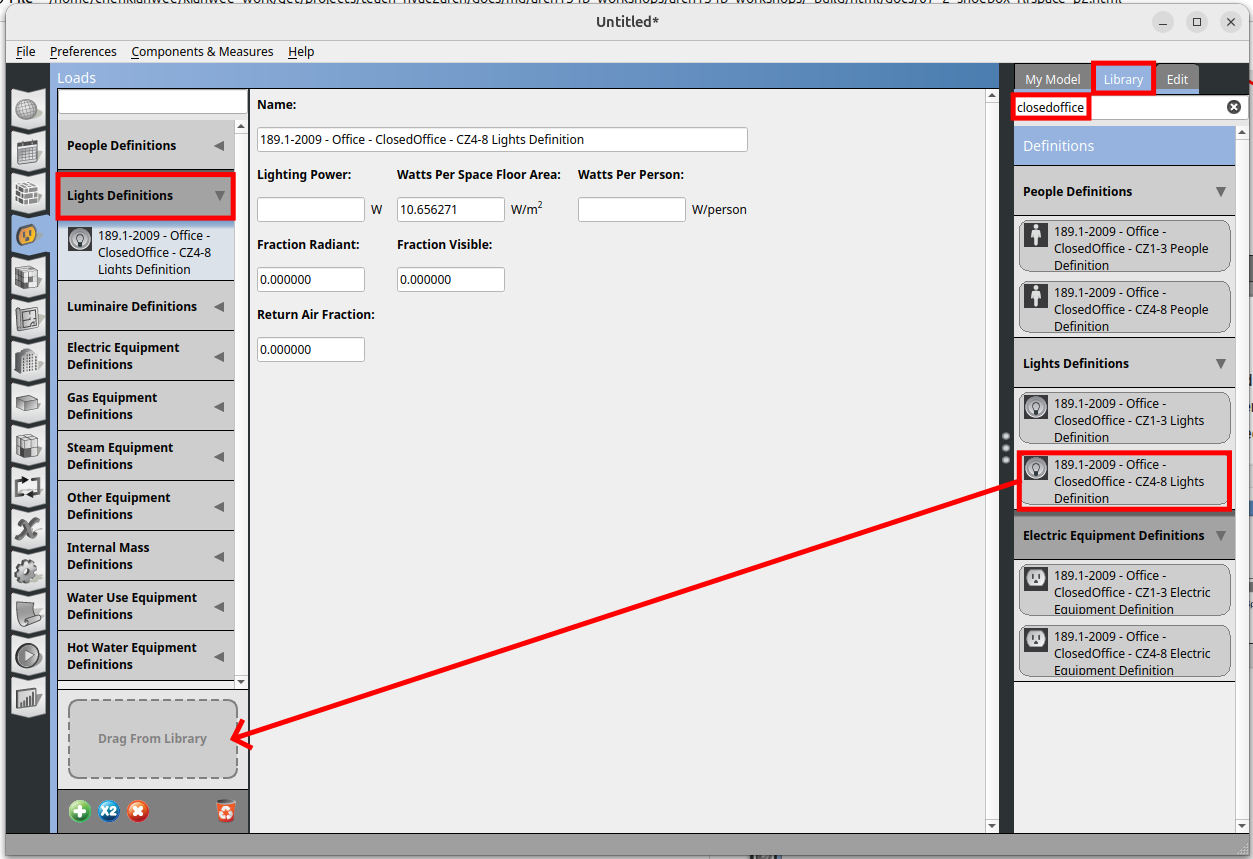 Untitled*
File Preferences Components & Measures Help
Loads
My Model Library Edit
closedoffice
People Definitions
Lights Definitions
189.1-2009 - Office -
ClosedOffice - CZ4-8
Lights Definition
Luminaire Definitions
Electric Equipment
Definitions
Gas Equipment
Definitions
Steam Equipment
Definitions
Other Equipment
Definitions
Internal Mass
Definitions
Water Use Equipment
Definitions
Hot Water Equipment
Definitions
Drag From Library
X2
Name:
189.1-2009 - Office - ClosedOffice - CZ4-8 Lights Definition
Lighting Power: Watts Per Space Floor Area: Watts Per Person:
W 10.656271 W/m2 W/person
Fraction Radiant: Fraction Visible:
0.000000 0.000000
Return Air Fraction:
0.000000
Definitions
People Definitions
189.1-2009 - Office -
ClosedOffice - CZ1-3 People
Definition
189.1-2009 - Office -
ClosedOffice - CZ4-8 People
Definition
Lights Definitions
189.1-2009 - Office -
ClosedOffice - CZ1-3 Lights
Definition
189.1-2009 - Office -
ClosedOffice - CZ4-8 Lights
Definition
Electric Equipment Definitions
189.1-2009 - Office -
ClosedOffice - CZ1-3 Electric
Equipment Definition
189.1-2009 - Office -
ClosedOffice - CZ4-8 Electric
Equipment Definition